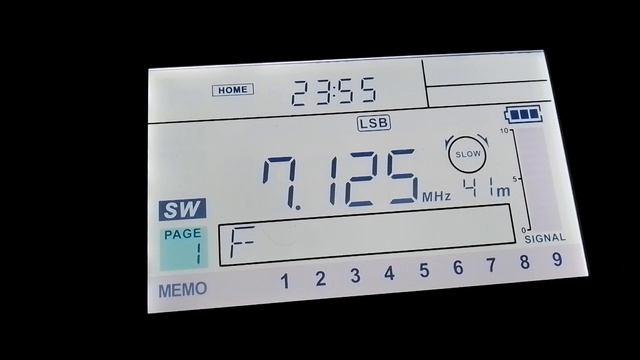 HOME 23:55
LSB
10
SLOW
7.125 MHz 41m
5
SW
PAGE
1
F
0
SIGNAL
MEMO 1 2 3 4 5 6 7 8 9